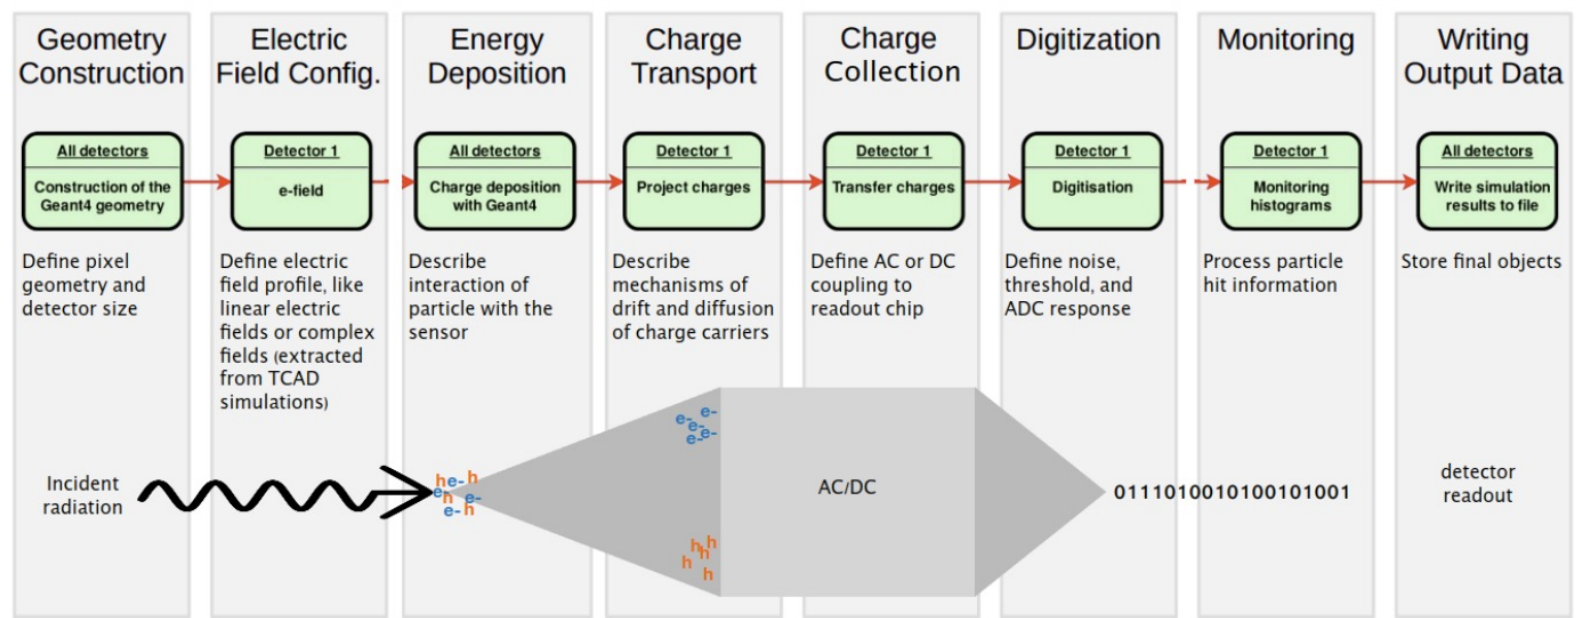 Geometry
Construction
All detectors
Construction of the
Geant4 geometry
Define pixel
geometry and
detector size
Electric
Field Config.
Detector 1
e-field
Define electric
field profile, like
linear electric
fields or complex
fields (extracted
from TCAD
simulations)
Energy
Deposition
All detectors
Charge deposition
with Geant4
Describe
interaction of
particle with the
sensor
Charge
Transport
Detector 1
Project charges
Describe
mechanisms of
drift and diffusion
of charge carriers
Charge
Collection
Detector 1
Transfer charges
Define AC or DC
coupling to
readout chip
Digitization
Detector 1
Digitisation
Define noise,
threshold, and
ADC response
Monitoring
Detector 1
Monitoring
histograms
Process particle
hit information
Writing
Output Data
All detectors
Write simulation
results to file
Store final objects
Incident
radiation
h e- h
e- h e-
e- h
e- e-
e-
e- e-
h h
h h
h
AC/DC
0111010010100101001
detector
readout